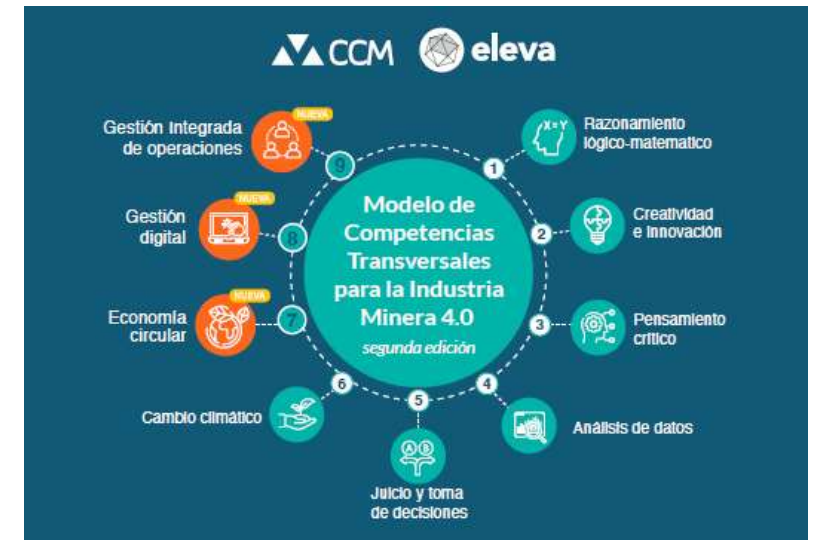 CCM eleva
Modelo de
Competencias
Transversales
para la Industria
Minera 4.0
segunda edición
1
X=Y
Razonamiento
lógico-matematico
2
Creatividad
e Innovación
3
Pensamiento
crítico
4
Análisis de datos
5
A B
Juicio y toma
de decisiones
6
Cambio climático
7
NUEVA
Economía
circular
8
NUEVA
Gestión
digital
9
NUEVA
Gestión Integrada
de operaciones